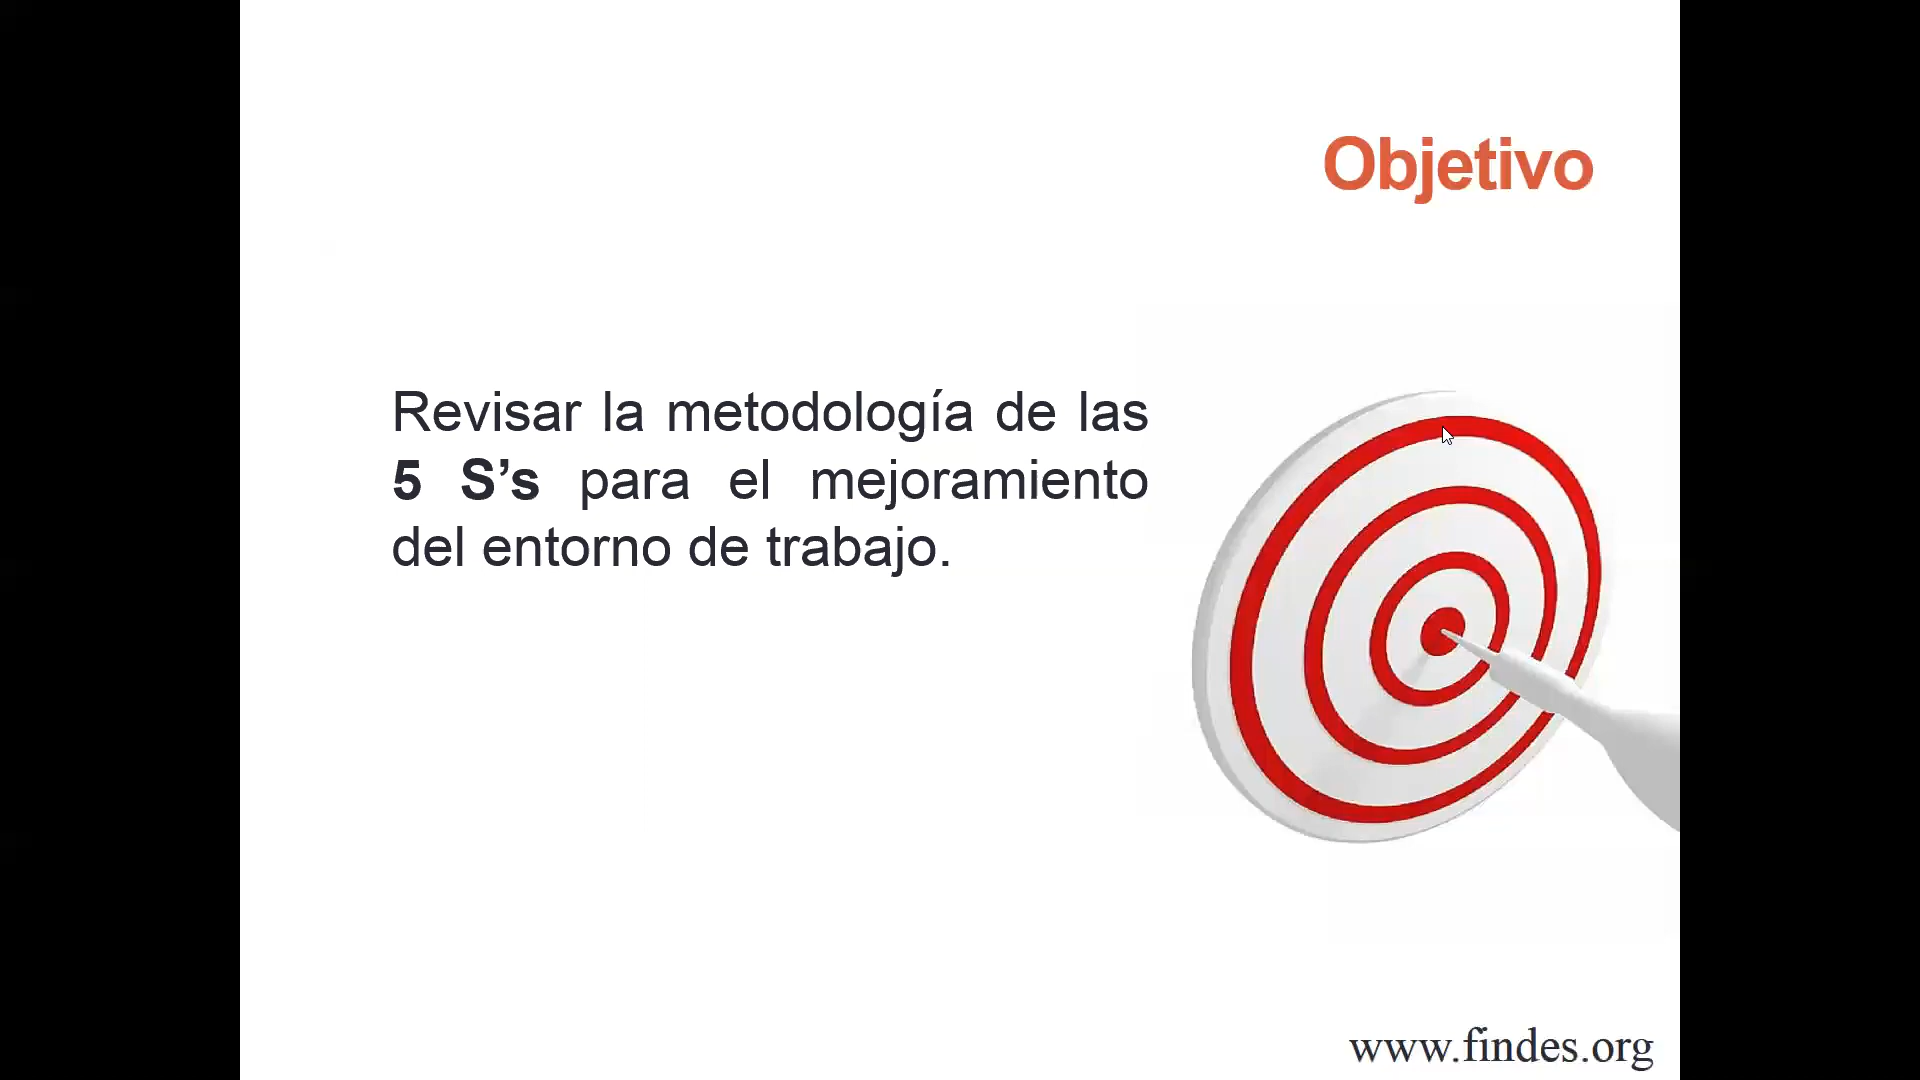 Objetivo
Revisar la metodología de las
5 S’s para el mejoramiento
del entorno de trabajo.
www.findes.org